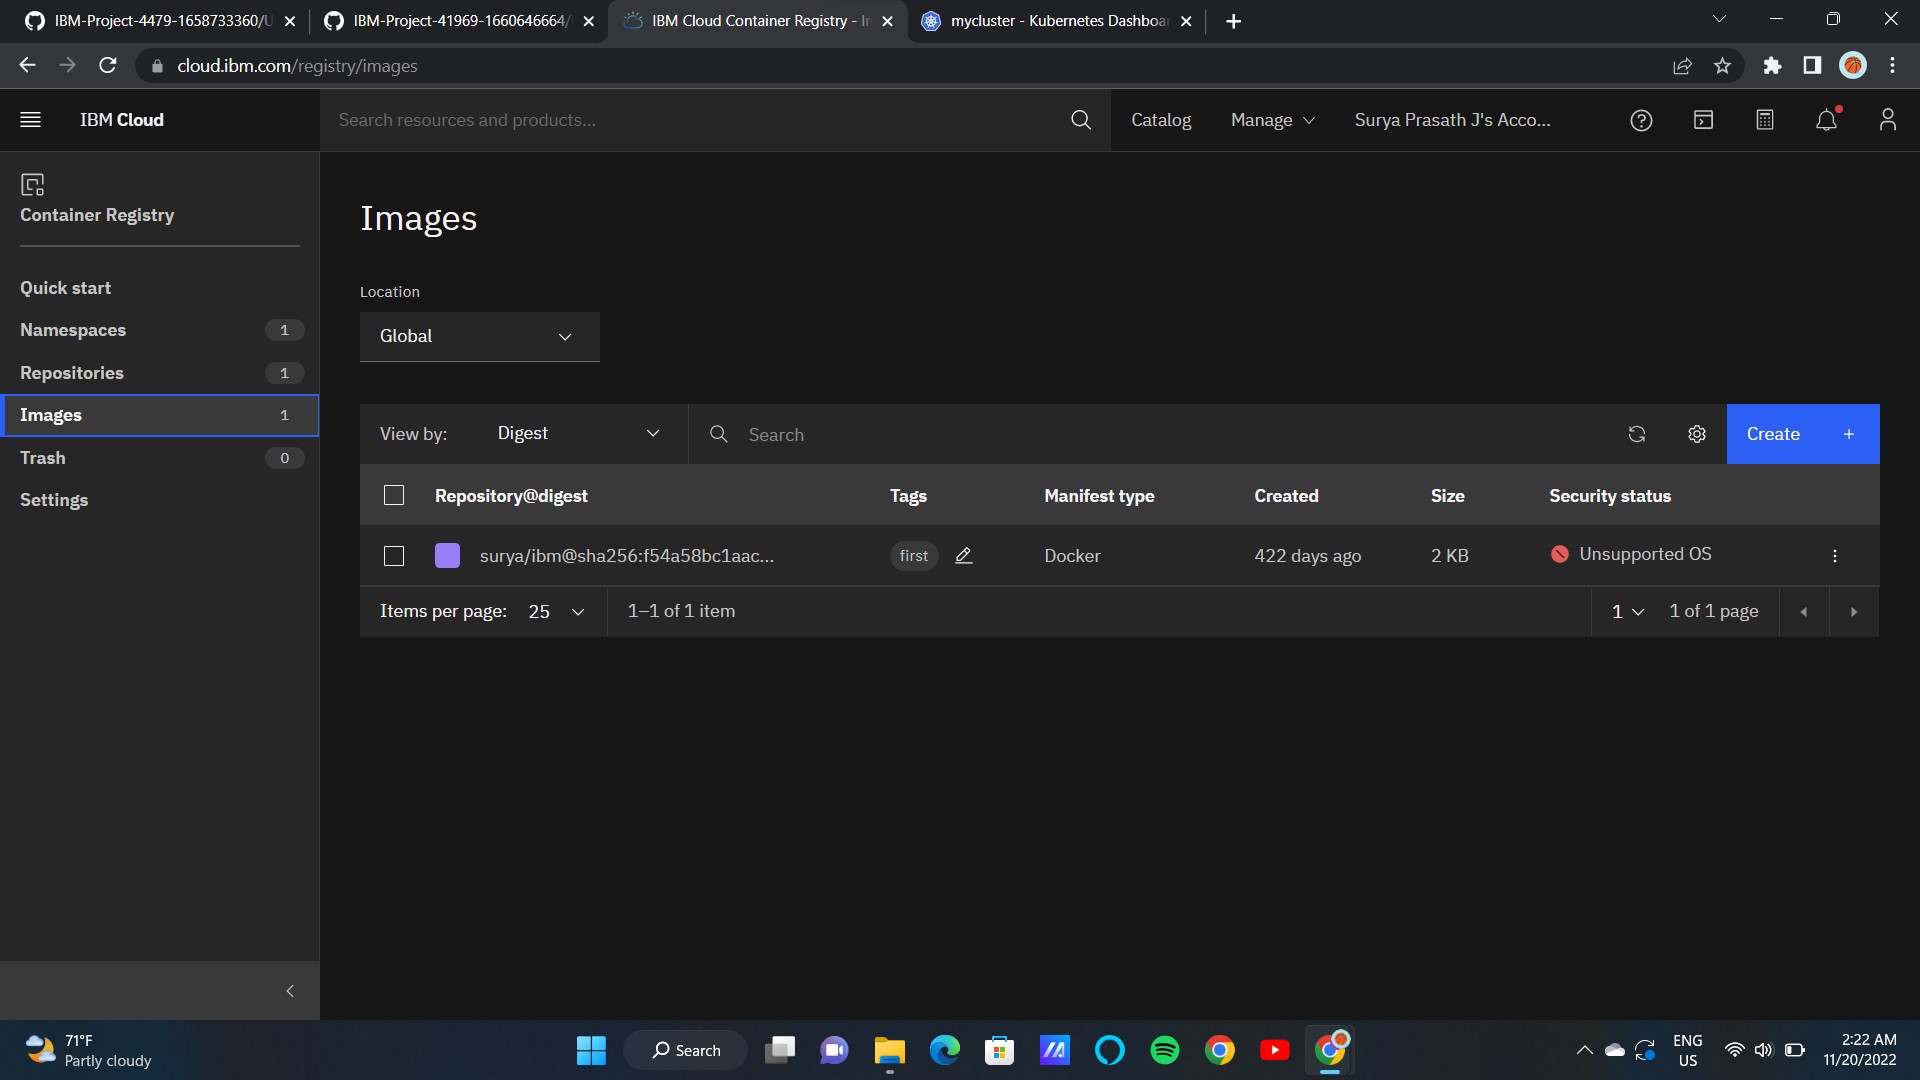 IBM-Project-4479-1658733360/U
IBM-Project-41969-1660646664/
IBM Cloud Container Registry - In
mycluster - Kubernetes Dashboar
cloud.ibm.com/registry/images
IBM Cloud
Search resources and products...
Catalog
Manage
Surya Prasath J's Acco...
Container Registry
Quick start
Namespaces 1
Repositories 1
Images 1
Trash 0
Settings
Images
Location
Global
View by: Digest
Search
Create +
Repository@digest Tags Manifest type Created Size Security status
surya/ibm@sha256:f54a58bc1aac... first Docker 422 days ago 2 KB Unsupported OS
Items per page: 25 1–1 of 1 item 1 1 of 1 page
71°F
Partly cloudy
Search
ENG
US
2:22 AM
11/20/2022